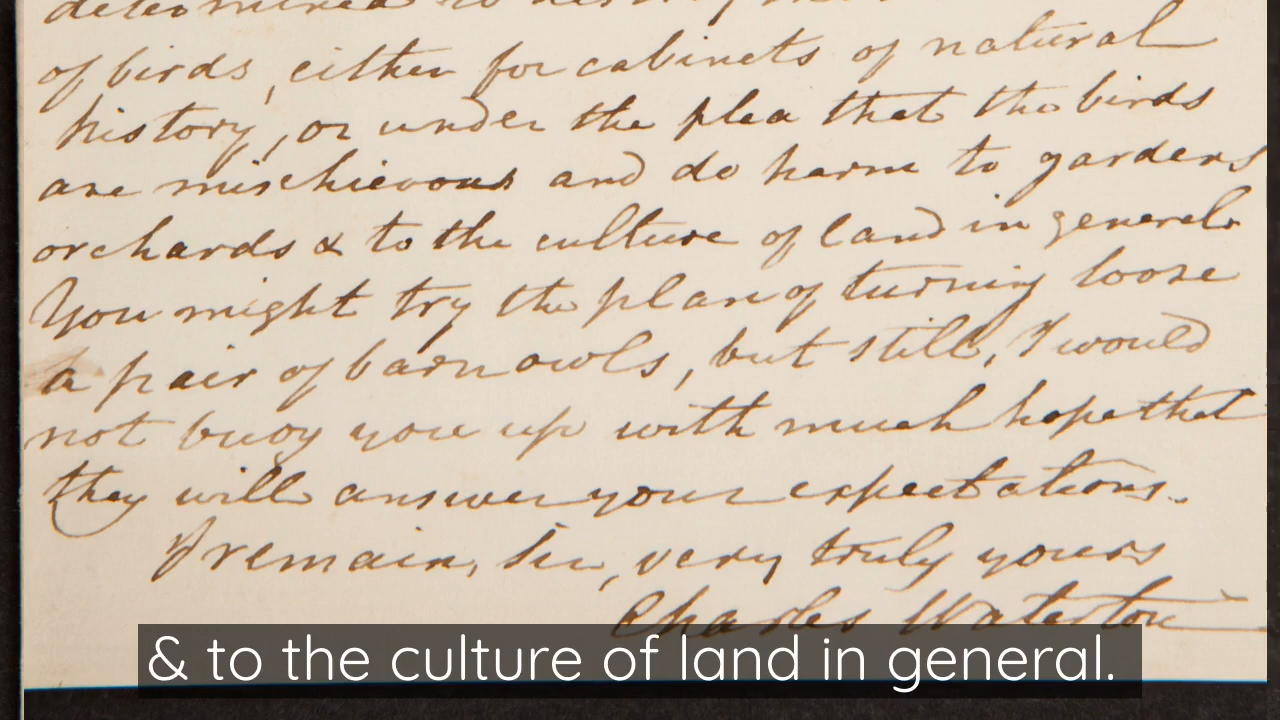 of birds, either for cabinets of natural
history, or under the plea that the birds
are mischievous and do harm to gardens
orchards & to the culture of land in general.
You might try the plan of turning loose
a pair of barn owls, but still, I would
not buoy you up with much hope that
they will answer your expectations.
I remain, Sir, very truly yours
Charles Waterton
& to the culture of land in general.